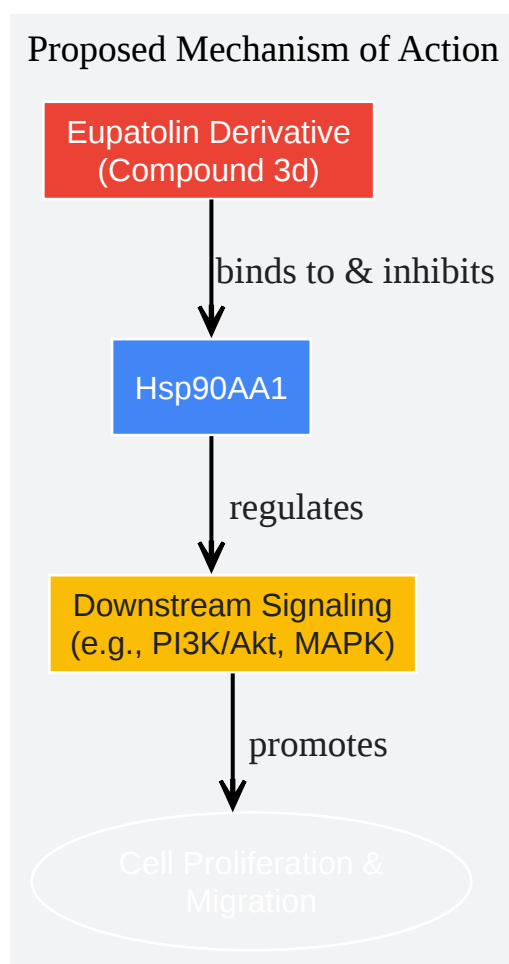 Proposed Mechanism of Action
Eupatolin Derivative
(Compound 3d)
binds to & inhibits
Hsp90AA1
regulates
Downstream Signaling
(e.g., PI3K/Akt, MAPK)
promotes
Cell Proliferation &
Migration